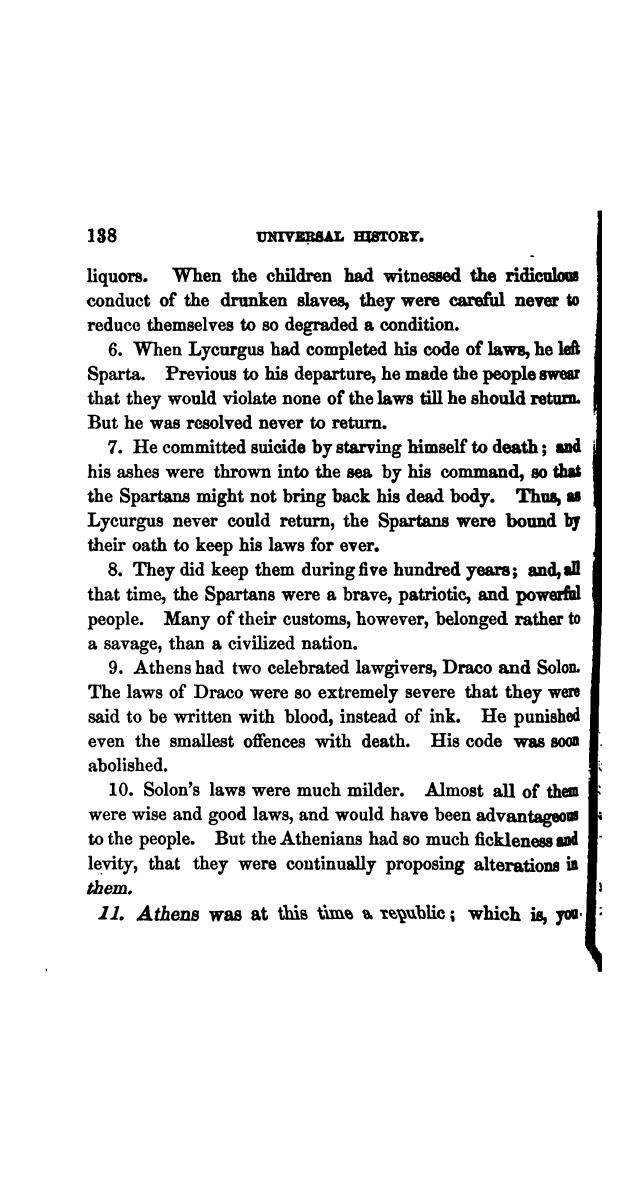 138 UNIVERSAL HISTORY.
liquors. When the children had witnessed the ridiculous
conduct of the drunken slaves, they were careful never to
reduce themselves to so degraded a condition.
6. When Lycurgus had completed his code of laws, he left
Sparta. Previous to his departure, he made the people swear
that they would violate none of the laws till he should return.
But he was resolved never to return.
7. He committed suicide by starving himself to death; and
his ashes were thrown into the sea by his command, so that
the Spartans might not bring back his dead body. Thus, as
Lycurgus never could return, the Spartans were bound by
their oath to keep his laws for ever.
8. They did keep them during five hundred years; and, all
that time, the Spartans were a brave, patriotic, and powerful
people. Many of their customs, however, belonged rather to
a savage, than a civilized nation.
9. Athens had two celebrated lawgivers, Draco and Solon.
The laws of Draco were so extremely severe that they were
said to be written with blood, instead of ink. He punished
even the smallest offences with death. His code was soon
abolished.
10. Solon's laws were much milder. Almost all of them
were wise and good laws, and would have been advantageous
to the people. But the Athenians had so much fickleness and
levity, that they were continually proposing alterations in
them.
11. Athens was at this time a republic; which is, you